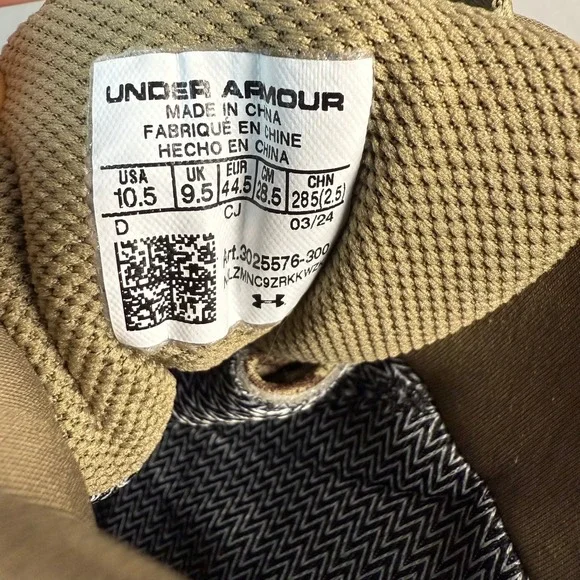 UNDER ARMOUR
MADE IN CHINA
FABRIQUÉ EN CHINE
HECHO EN CHINA
USA UK EUR CM CHN
10.5 9.5 44.5 28.5 285(2.5)
D CJ 03/24
Art.3025576-300